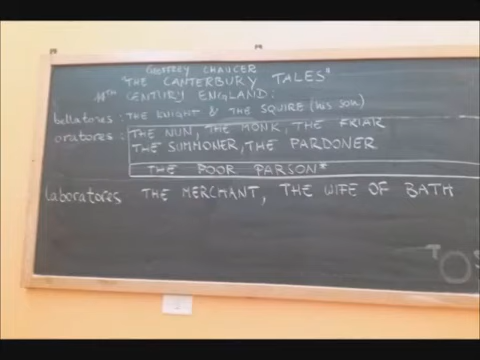 GEOFFREY CHAUCER
"THE CANTERBURY TALES"
14TH CENTURY ENGLAND:
bellatores: THE KNIGHT & THE SQUIRE (his son)
oratores: THE NUN, THE MONK, THE FRIAR
THE SUMMONER, THE PARDONER
THE POOR PARSON*
laboratores THE MERCHANT, THE WIFE OF BATH